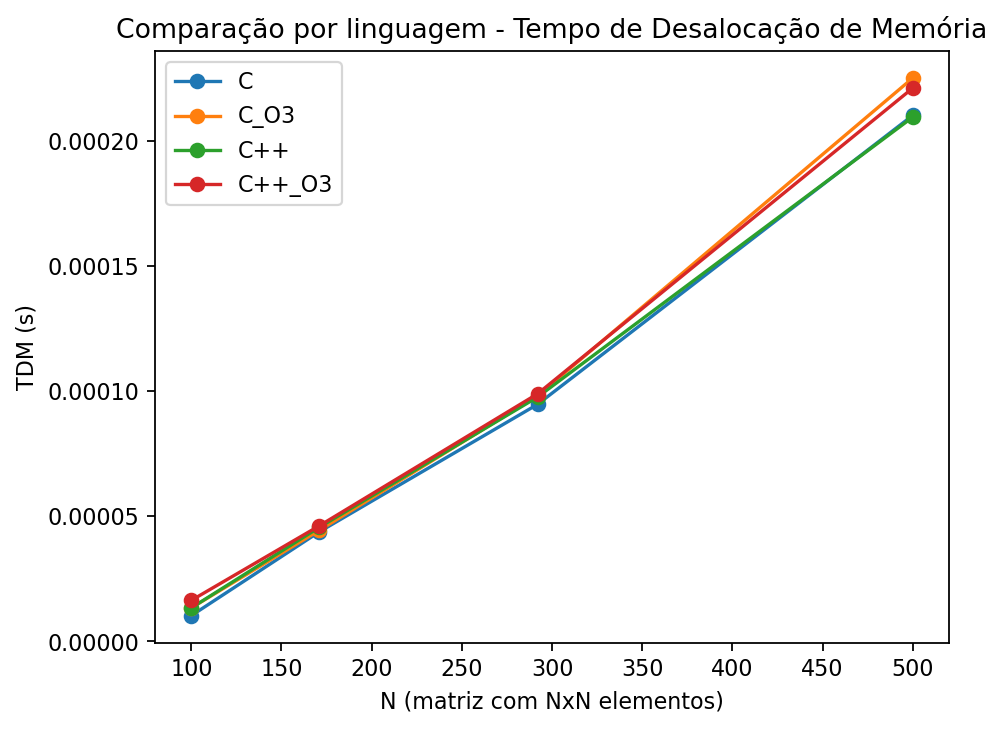 Comparação por linguagem - Tempo de Desalocação de Memória
C
C_O3
C++
C++_O3
0.00020
0.00015
0.00010
0.00005
0.00000
TDM (s)
100 150 200 250 300 350 400 450 500
N (matriz com NxN elementos)